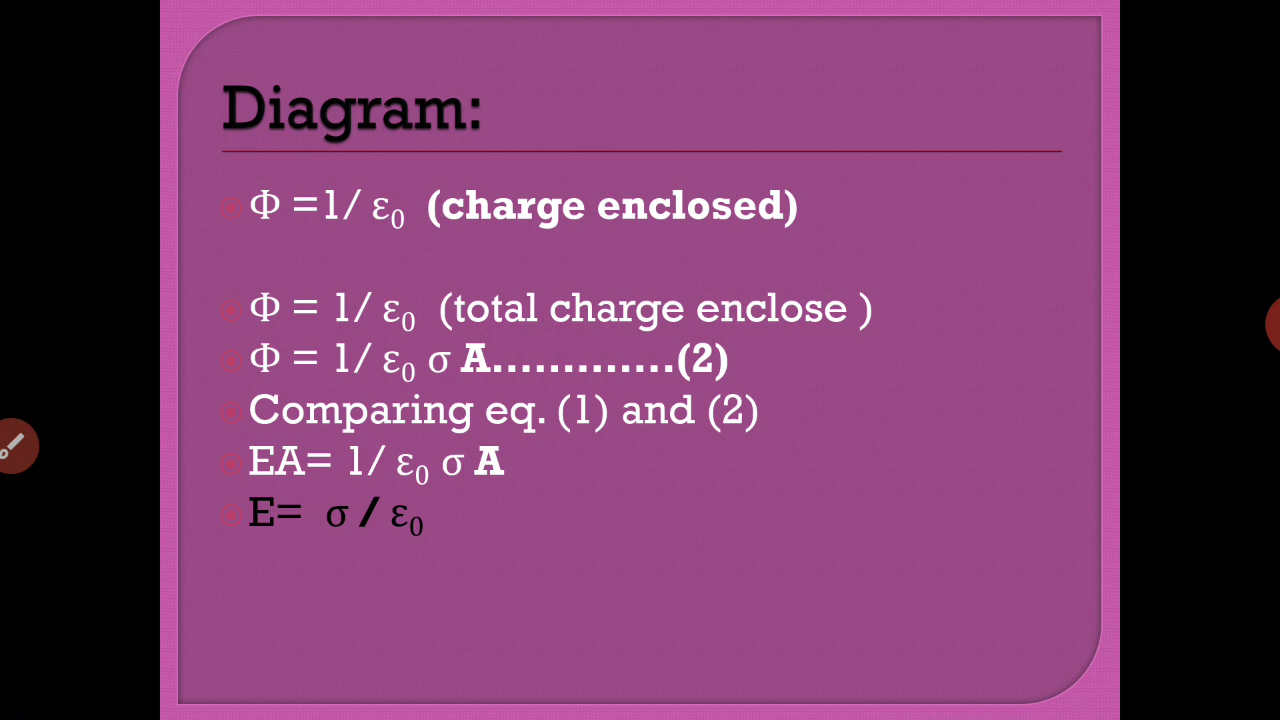 Diagram:
Φ =1/ ε₀ (charge enclosed)
Φ = 1/ ε₀ (total charge enclose )
Φ = 1/ ε₀ σ A.............(2)
Comparing eq. (1) and (2)
EA= 1/ ε₀ σ A
E= σ / ε₀